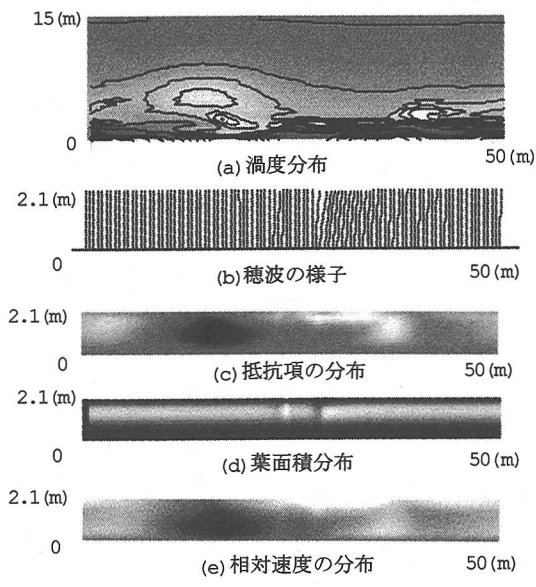 15(m)
0
50(m)
(a)渦度分布
2.1(m)
0
50(m)
(b)穂波の様子
2.1(m)
0
50(m)
(c)抵抗項の分布
2.1(m)
0
50(m)
(d)葉面積分布
2.1(m)
0
50(m)
(e)相対速度の分布